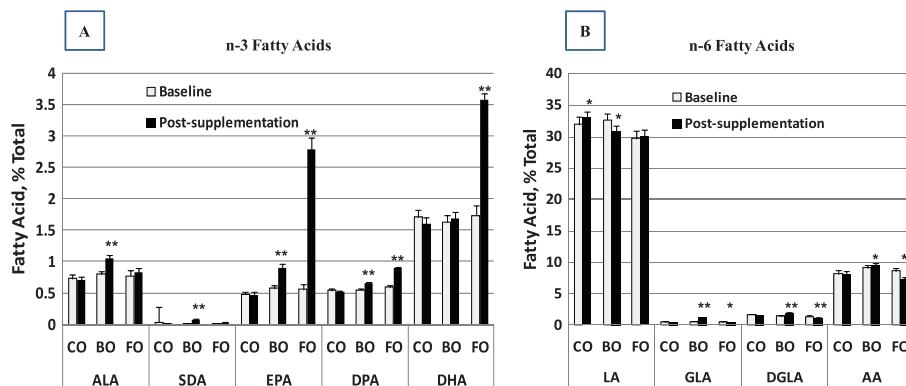 A
n-3 Fatty Acids
Fatty Acid, % Total
4
3.5
3
2.5
2
1.5
1
0.5
0
Baseline
Post-supplementation
**
**
**
**
**
**
**
CO BO FO CO BO FO CO BO FO CO BO FO CO BO FO
ALA SDA EPA DPA DHA
B
n-6 Fatty Acids
Fatty Acid, % Total
40
35
30
25
20
15
10
5
0
Baseline
Post-supplementation
*
*
**
*
**
**
*
*
CO BO FO CO BO FO CO BO FO CO BO FO
LA GLA DGLA AA